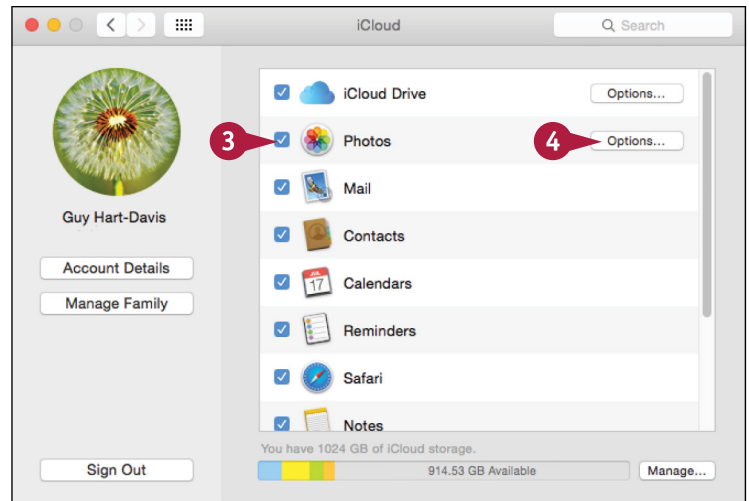 iCloud
Search
iCloud Drive
Options...
3
Photos
4
Options...
Mail
Guy Hart-Davis
Contacts
Account Details
JUL
17
Calendars
Manage Family
Reminders
Safari
Notes
You have 1024 GB of iCloud storage.
Sign Out
914.53 GB Available
Manage...